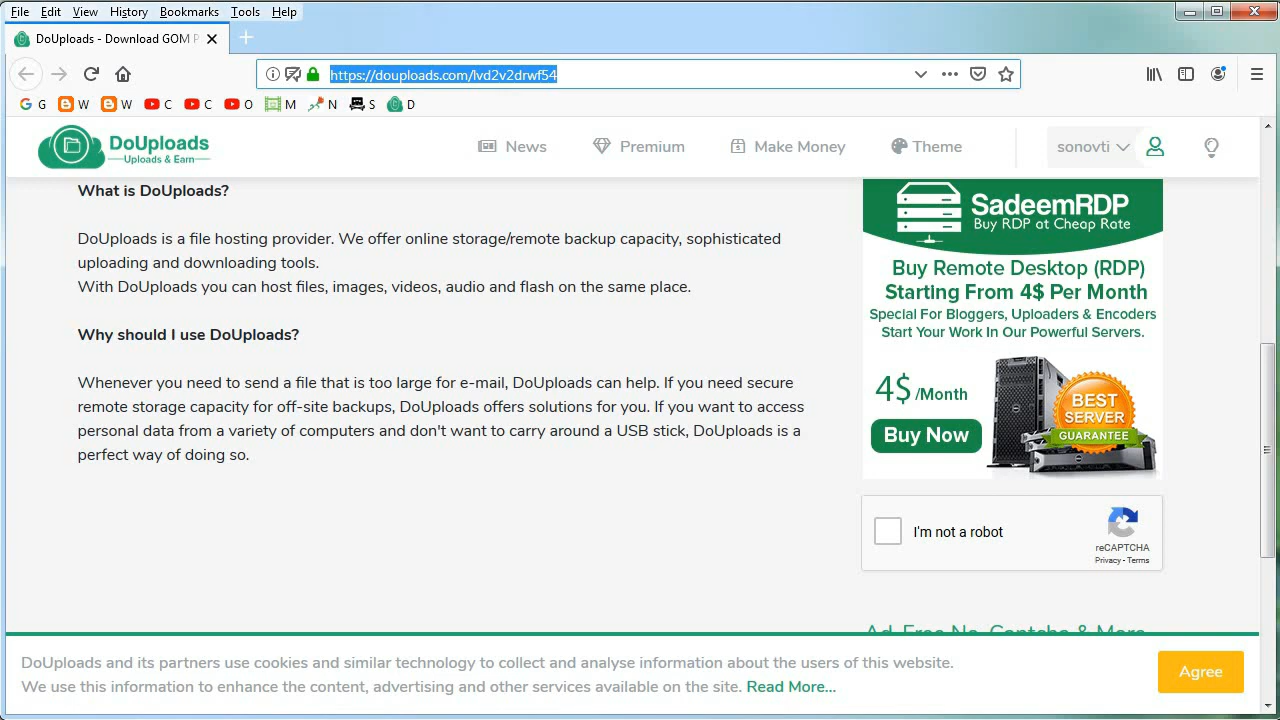 File Edit View History Bookmarks Tools Help
DoUploads - Download GOM P
https://douploads.com/lvd2v2drwf54
G W W C C O M N S D
DoUploads
Uploads & Earn
News Premium Make Money Theme sonovti
What is DoUploads?
DoUploads is a file hosting provider. We offer online storage/remote backup capacity, sophisticated
uploading and downloading tools.
With DoUploads you can host files, images, videos, audio and flash on the same place.
Why should I use DoUploads?
Whenever you need to send a file that is too large for e-mail, DoUploads can help. If you need secure
remote storage capacity for off-site backups, DoUploads offers solutions for you. If you want to access
personal data from a variety of computers and don't want to carry around a USB stick, DoUploads is a
perfect way of doing so.
SadeemRDP
Buy RDP at Cheap Rate
Buy Remote Desktop (RDP)
Starting From 4$ Per Month
Special For Bloggers, Uploaders & Encoders
Start Your Work In Our Powerful Servers.
4$ /Month
Buy Now
BEST
SERVER
GUARANTEE
I'm not a robot
reCAPTCHA
Privacy - Terms
Ad-Free No-Captcha & More
DoUploads and its partners use cookies and similar technology to collect and analyse information about the users of this website.
We use this information to enhance the content, advertising and other services available on the site. Read More...
Agree